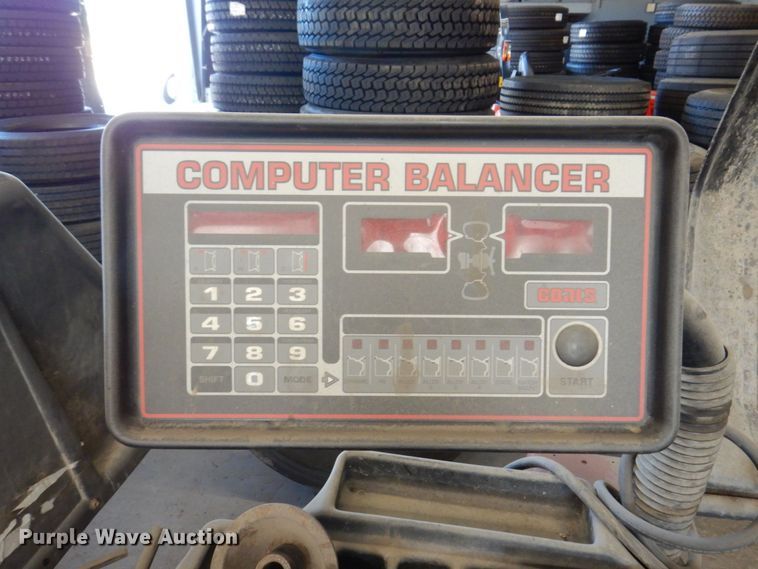 COMPUTER BALANCER
COATS
1 2 3
4 5 6
7 8 9
SHIFT 0 MODE
START
Purple Wave Auction